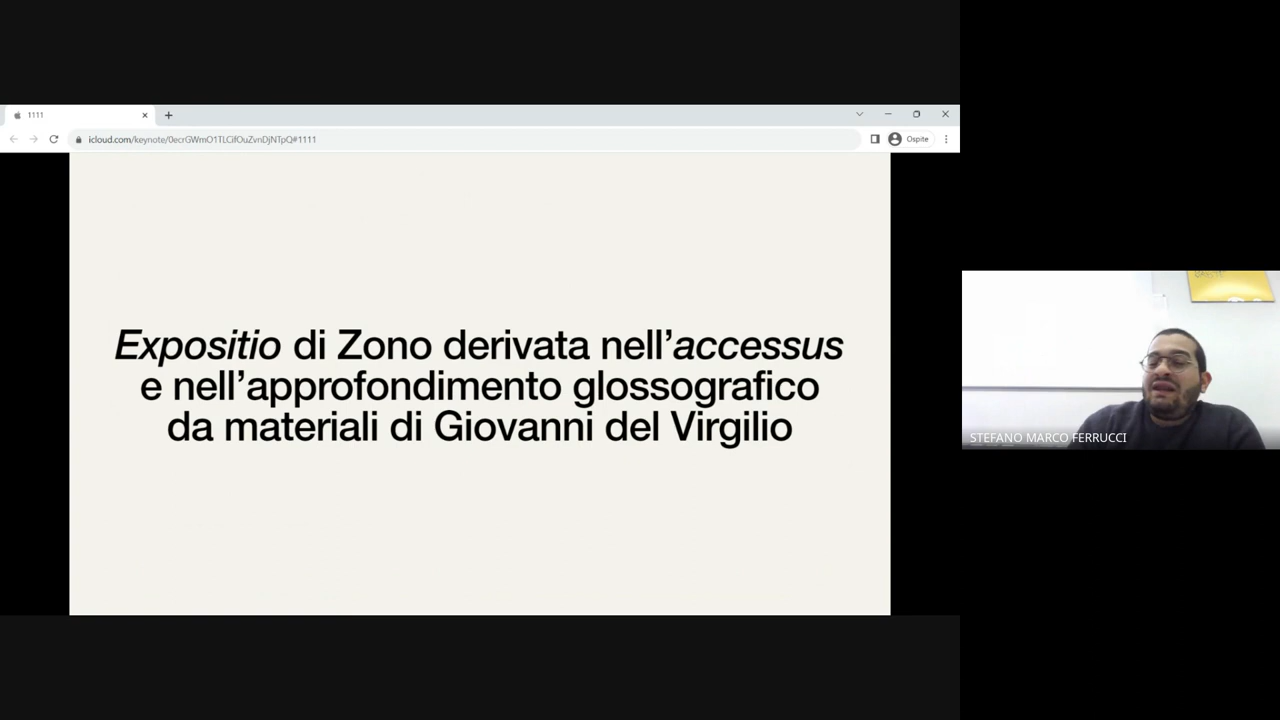 1111
icloud.com/keynote/0ecrGWmO1TLCifOuZvnDjNTpQ#1111
Ospite
Expositio di Zono derivata nell’accessus
e nell’approfondimento glossografico
da materiali di Giovanni del Virgilio
STEFANO MARCO FERRUCCI